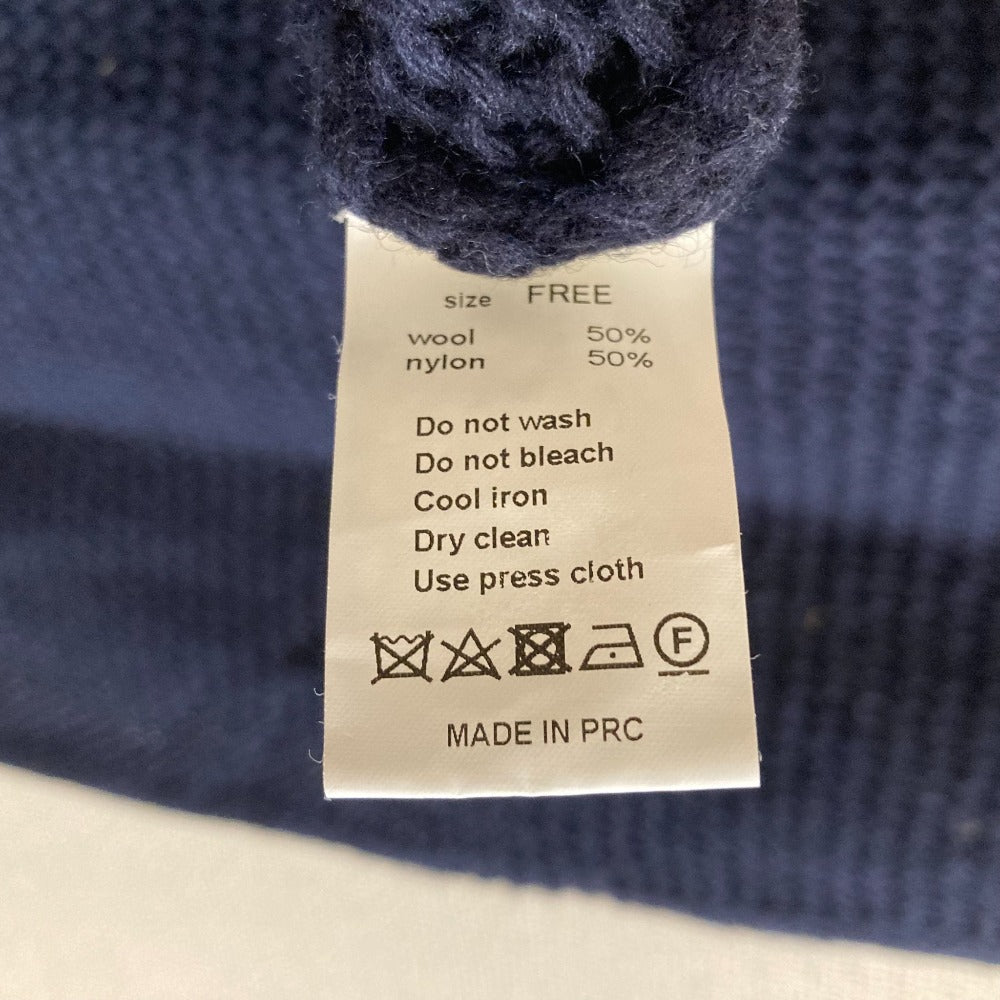 size FREE
wool 50%
nylon 50%
Do not wash
Do not bleach
Cool iron
Dry clean
Use press cloth
F
MADE IN PRC